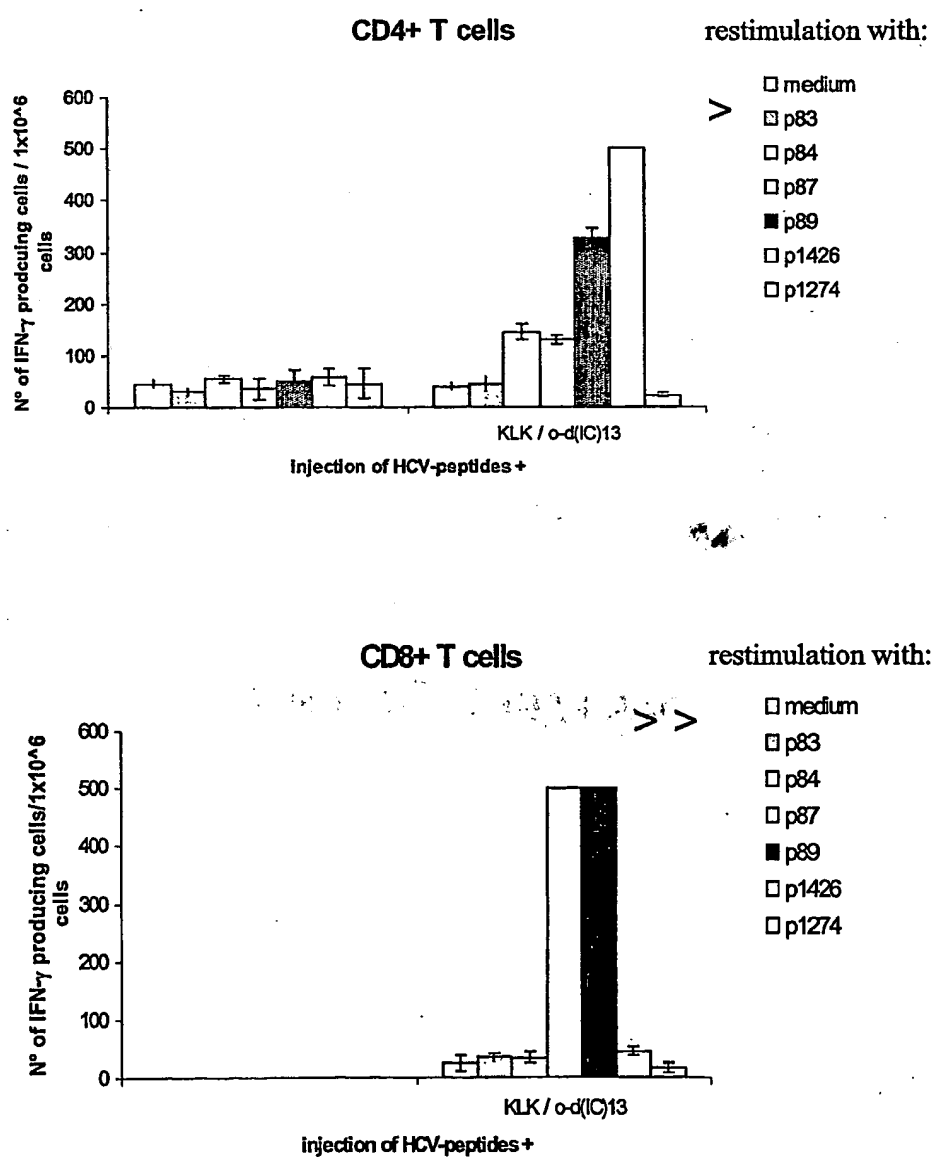 CD4+ T cells
restimulation with:
>
medium
p83
p84
p87
p89
p1426
p1274
N° of IFN-γ prodcuing cells / 1x10^6
cells
600
500
400
300
200
100
0
KLK / o-d(IC)13
Injection of HCV-peptides +
CD8+ T cells
restimulation with:
> >
medium
p83
p84
p87
p89
p1426
p1274
N° of IFN-γ producing cells/1x10^6
cells
600
500
400
300
200
100
0
KLK / o-d(IC)13
injection of HCV-peptides +